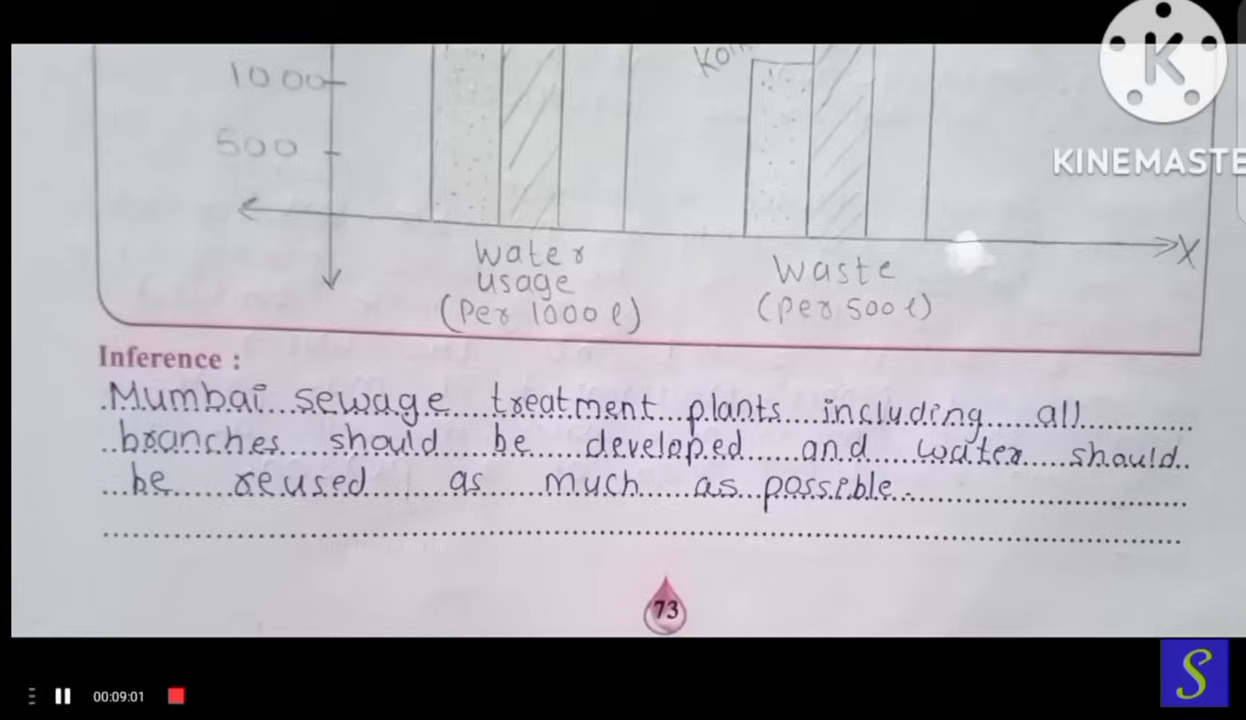 1000
KINEMASTE
500
X
Water
usage
(Per 1000 l)
Waste
(Per 500 l)
Inference :
Mumbai sewage treatment plants including all
branches should be developed and water should
be reused as much as possible.
73
00:09:01
S